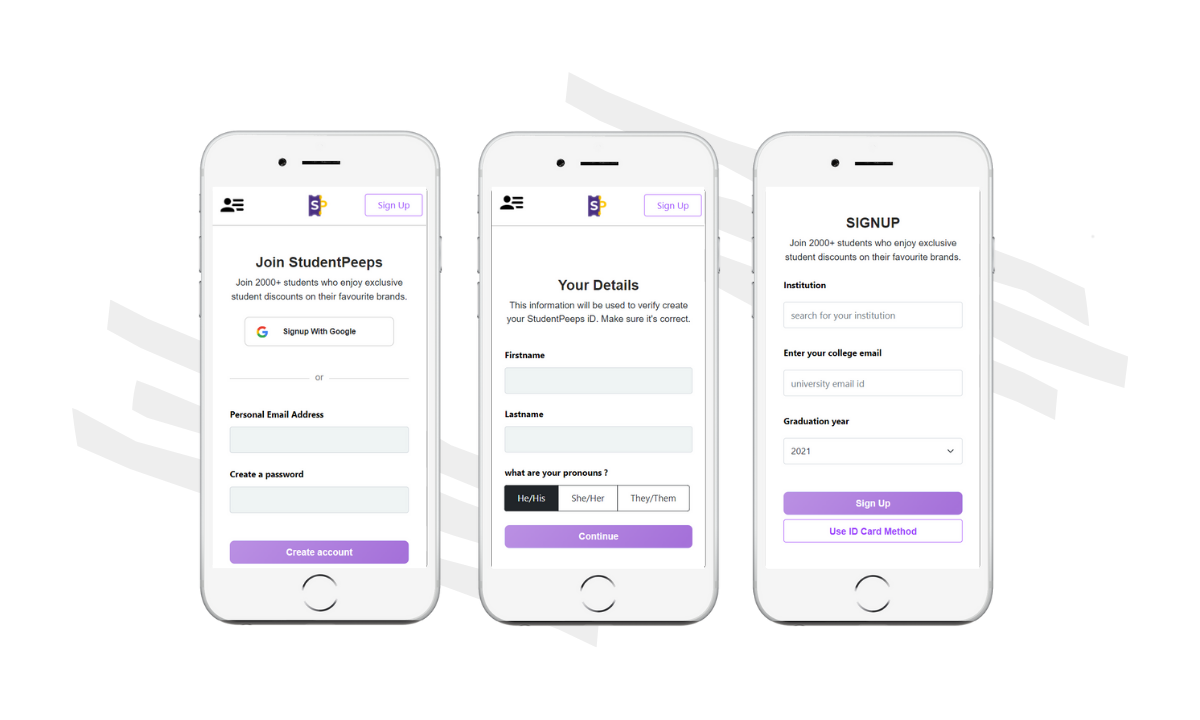 SP
Sign Up
Join StudentPeeps
Join 2000+ students who enjoy exclusive
student discounts on their favourite brands.
Signup With Google
or
Personal Email Address
Create a password
Create account
SP
Sign Up
Your Details
This information will be used to verify create
your StudentPeeps iD. Make sure it's correct.
Firstname
Lastname
what are your pronouns ?
He/His She/Her They/Them
Continue
SIGNUP
Join 2000+ students who enjoy exclusive
student discounts on their favourite brands.
Institution
search for your institution
Enter your college email
university email id
Graduation year
2021
Sign Up
Use ID Card Method